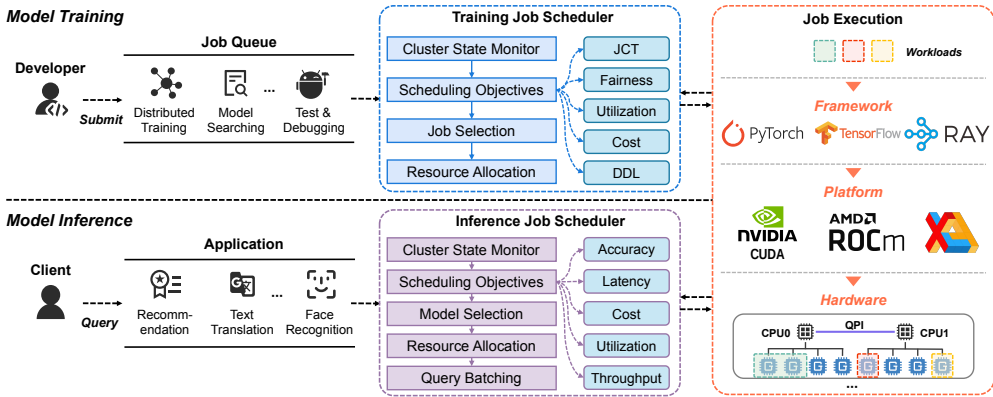 Model Training
Developer
Submit
Job Queue
Distributed
Training
Model
Searching
...
Test &
Debugging
Training Job Scheduler
Cluster State Monitor
Scheduling Objectives
Job Selection
Resource Allocation
JCT
Fairness
Utilization
Cost
DDL
Model Inference
Client
Query
Application
Recomm-
endation
Text
Translation
...
Face
Recognition
Inference Job Scheduler
Cluster State Monitor
Scheduling Objectives
Model Selection
Resource Allocation
Query Batching
Accuracy
Latency
Cost
Utilization
Throughput
Job Execution
Workloads
Framework
PyTorch
TensorFlow
RAY
Platform
NVIDIA
CUDA
AMD
ROCm
XLA
Hardware
CPU0
QPI
CPU1
G G G G G G G G
...